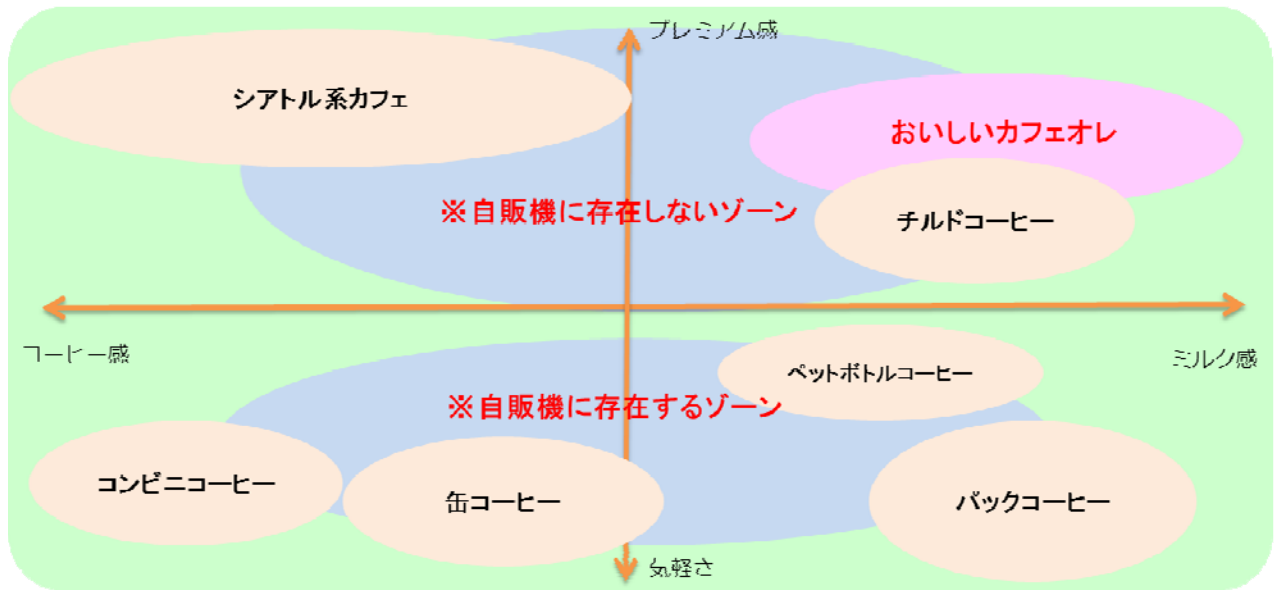 プレミアム感
シアトル系カフェ
おいしいカフェオレ
※自販機に存在しないゾーン
チルドコーヒー
コーヒー感
ミルク感
ペットボトルコーヒー
※自販機に存在するゾーン
コンビニコーヒー
缶コーヒー
パックコーヒー
気軽さ